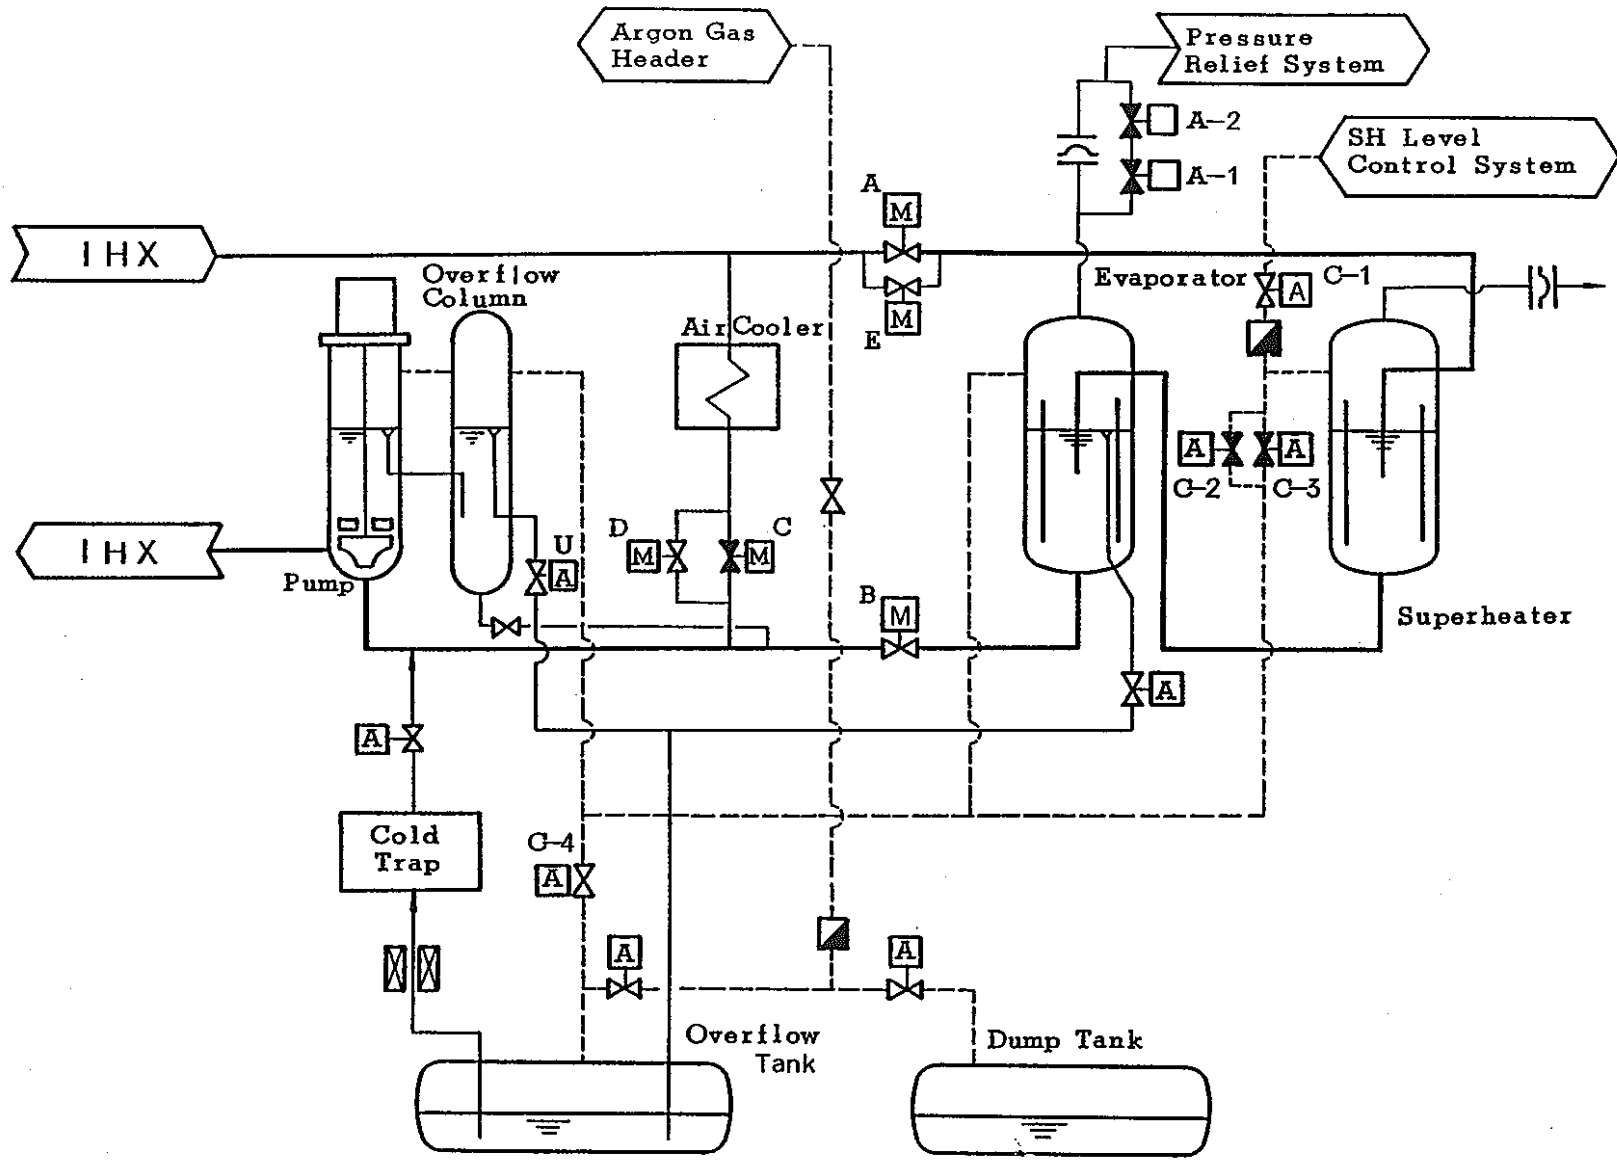 Argon Gas
Header
Pressure
Relief System
A-2
A-1
SH Level
Control System
A
M
IHX
Overflow
Column
Evaporator
C-1
A
M
E
Air Cooler
A
A
C-2
C-3
IHX
Pump
U
A
D
M
C
M
B
M
Superheater
A
A
Cold
Trap
C-4
A
A
A
Overflow
Tank
Dump Tank